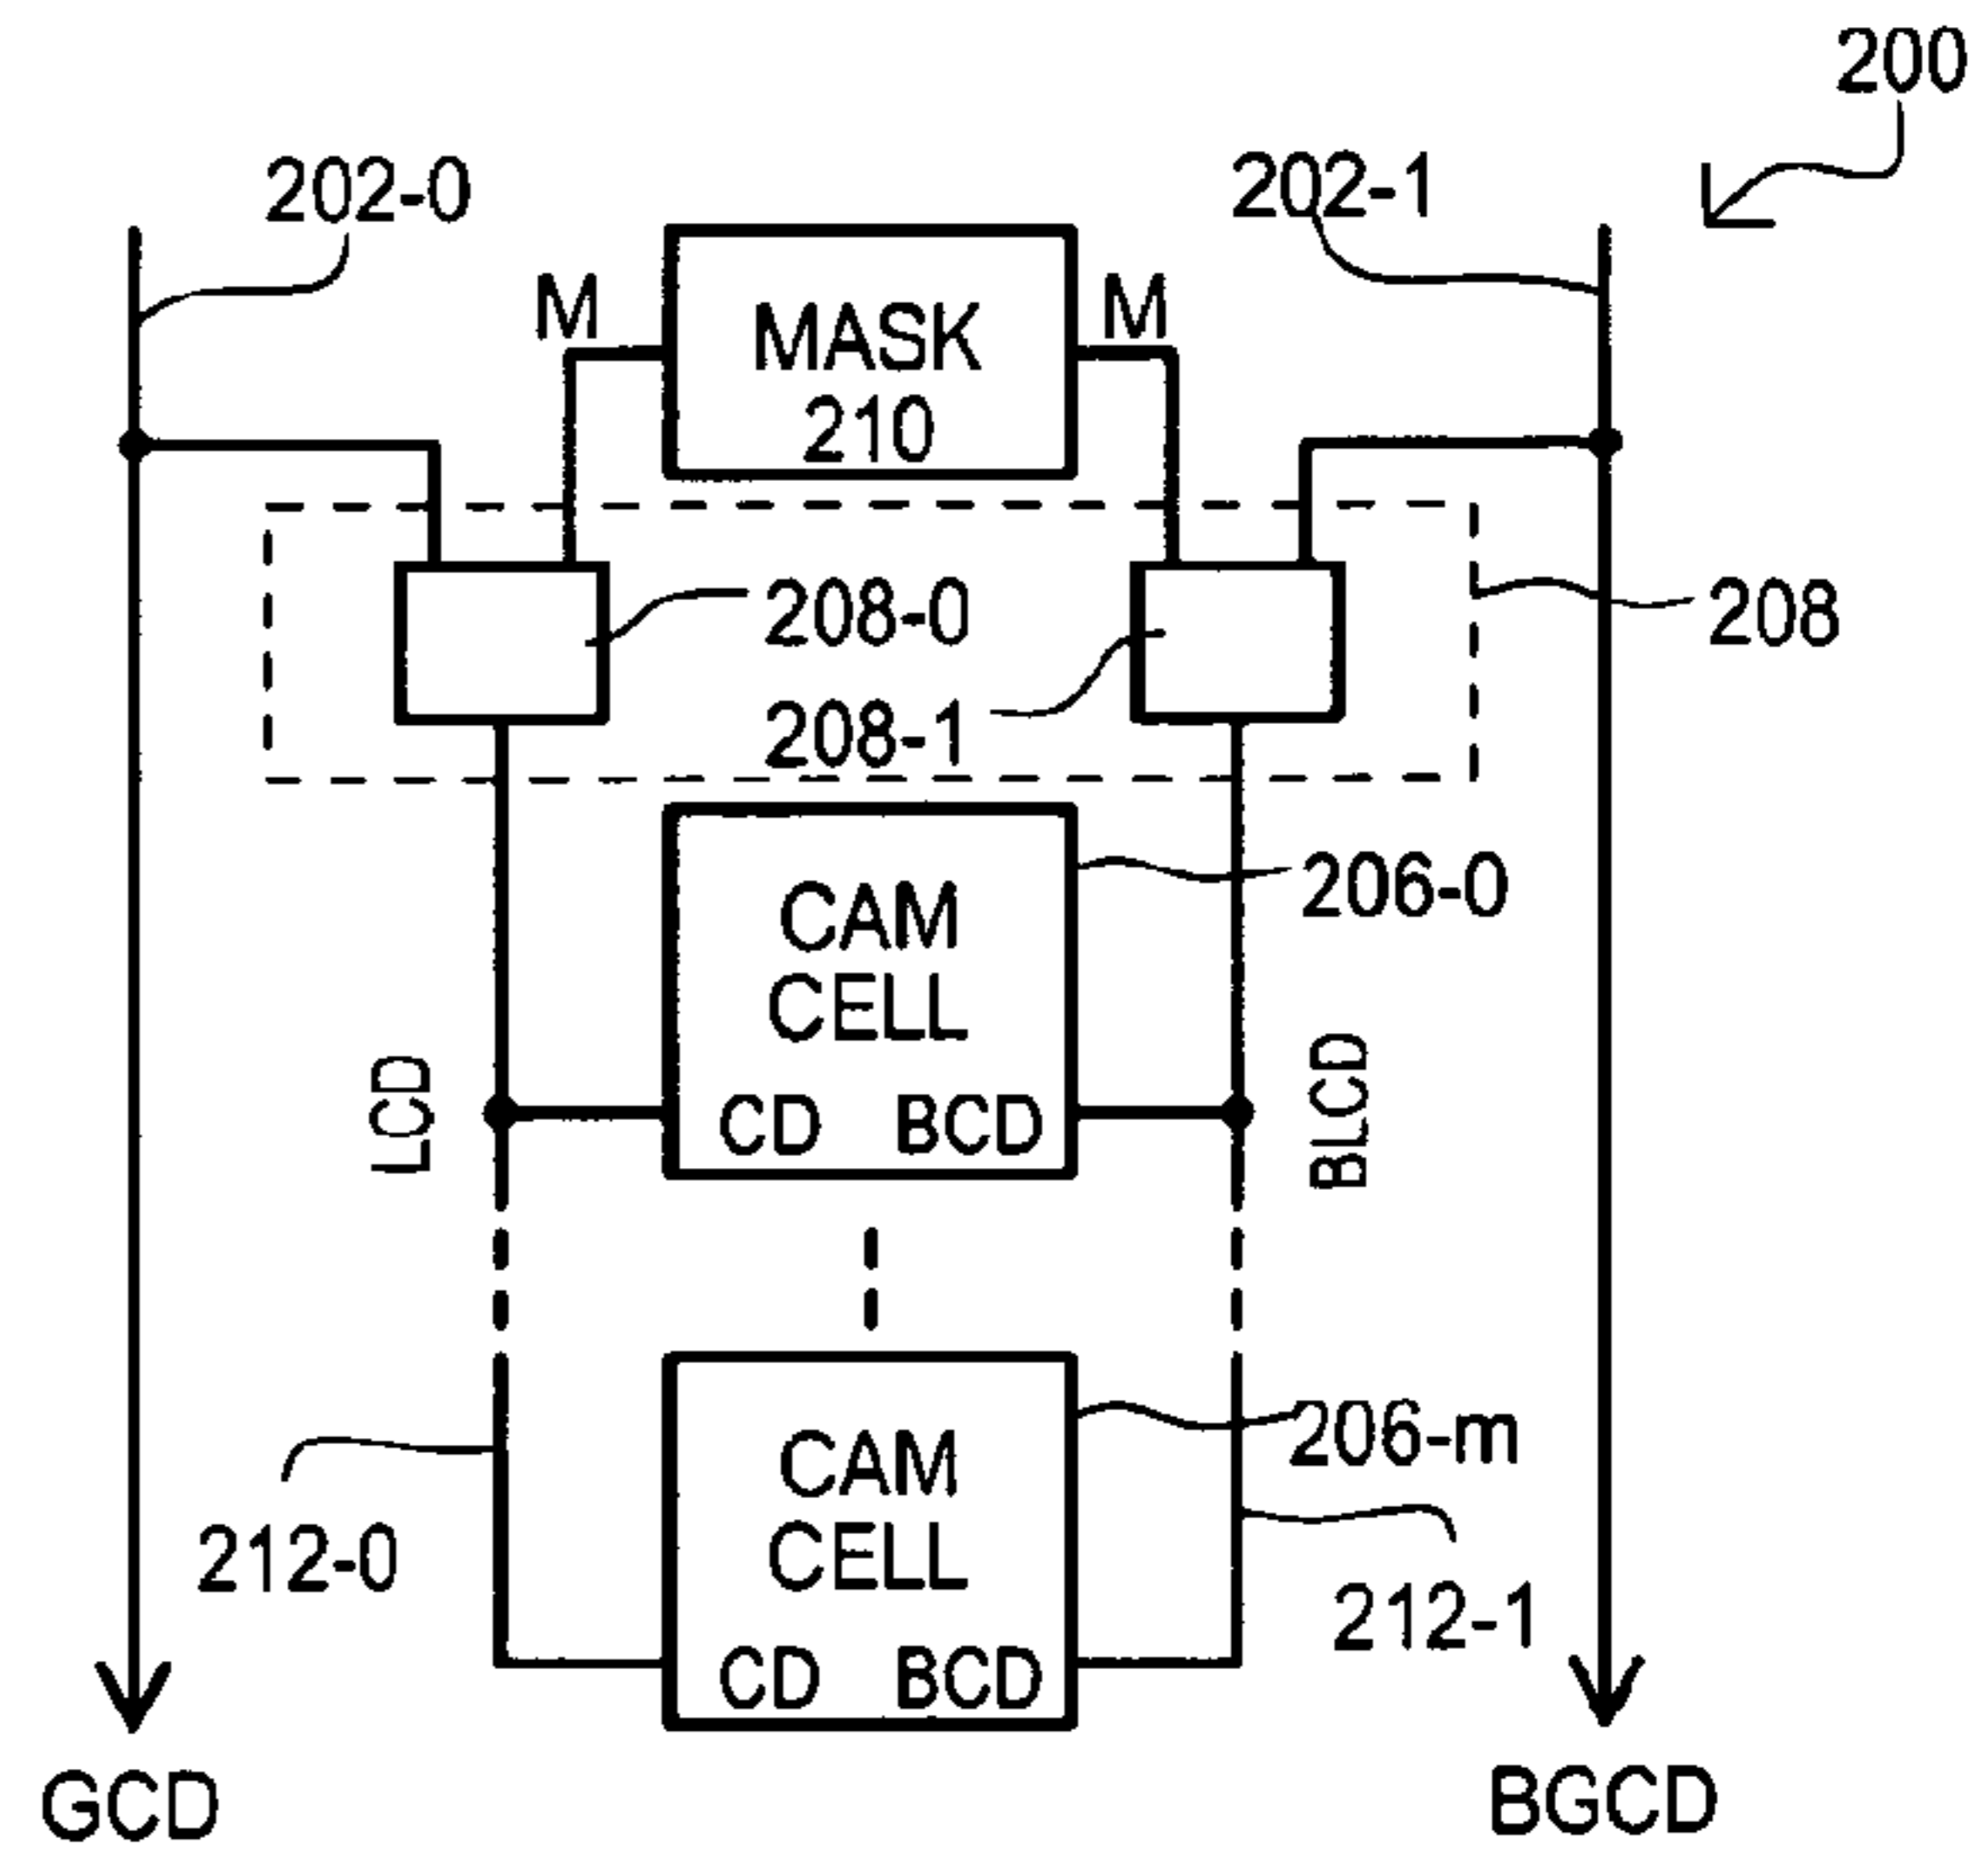 200
202-0
202-1
M
M
MASK
210
208-0
208
208-1
CAM
CELL
206-0
LCD
CD BCD
BLCD
CAM
CELL
206-m
212-0
212-1
CD BCD
GCD
BGCD